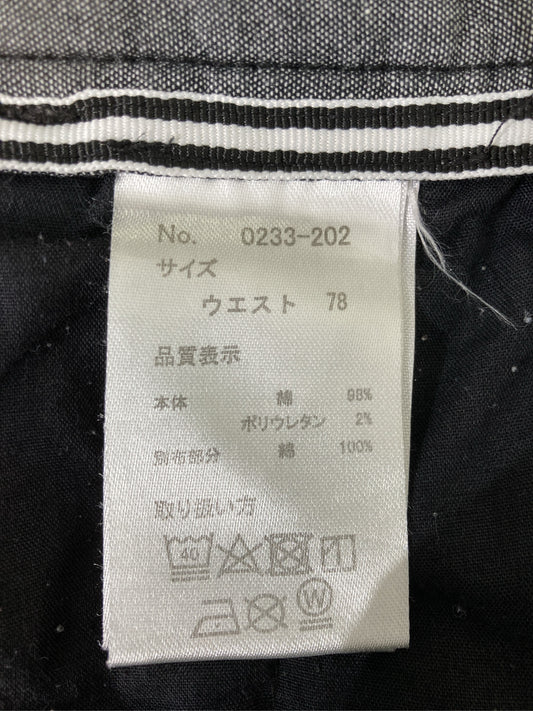 No. 0233-202
サイズ
ウエスト 78
品質表示
本体 綿 98%
ポリウレタン 2%
別布部分 綿 100%
取り扱い方
40
W